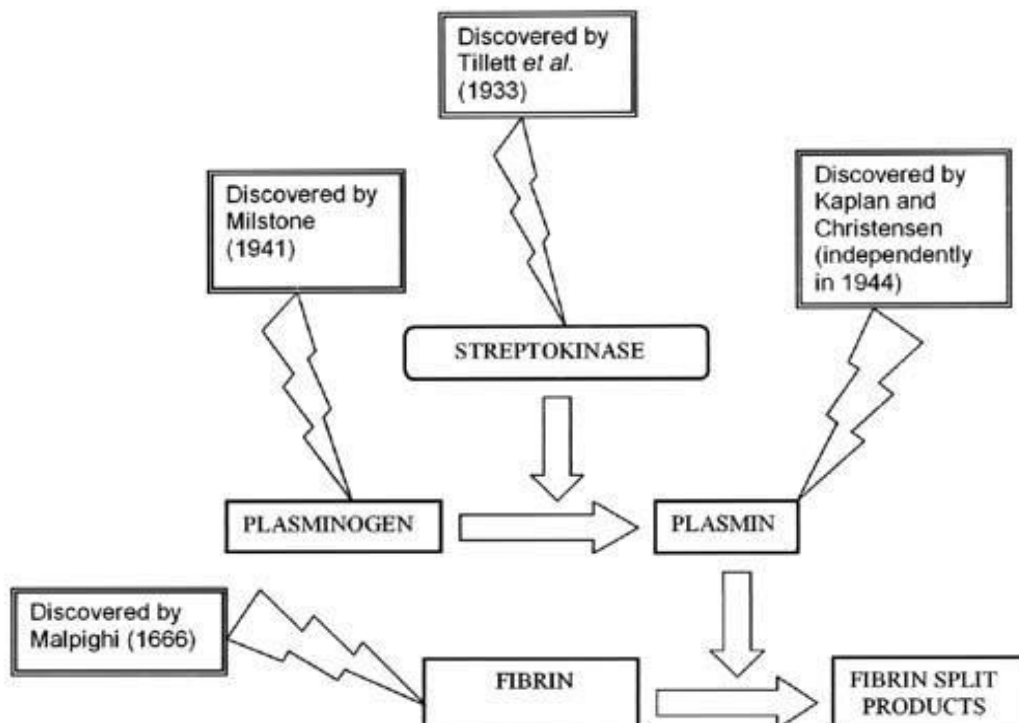 Discovered by
Tillett et al.
(1933)
Discovered by
Milstone
(1941)
Discovered by
Kaplan and
Christensen
(independently
in 1944)
STREPTOKINASE
PLASMINOGEN
PLASMIN
Discovered by
Malpighi (1666)
FIBRIN
FIBRIN SPLIT
PRODUCTS